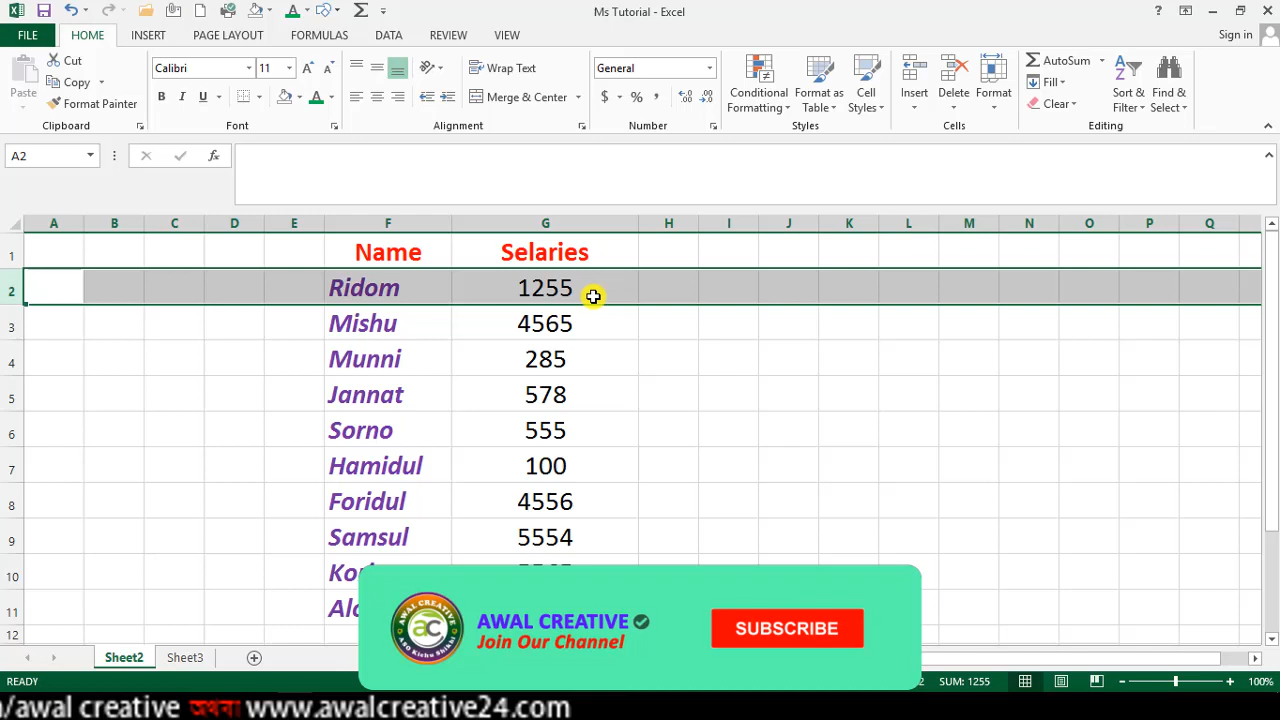 Ms Tutorial - Excel
Sign in
FILE HOME INSERT PAGE LAYOUT FORMULAS DATA REVIEW VIEW
Paste
Cut
Copy
Format Painter
Clipboard
Calibri 11
B I U
Font
Wrap Text
Merge & Center
Alignment
General
$ % ,
Number
Conditional Formatting
Format as Table
Cell Styles
Styles
Insert Delete Format
Cells
AutoSum
Fill
Clear
Sort & Filter
Find & Select
Editing
A2
A B C D E F G H I J K L M N O P Q
1 Name Selaries
2 Ridom 1255
3 Mishu 4565
4 Munni 285
5 Jannat 578
6 Sorno 555
7 Hamidul 100
8 Foridul 4556
9 Samsul 5554
10
11
12
AWAL CREATIVE
Join Our Channel
SUBSCRIBE
AWAL CREATIVE
ac
Sheet2 Sheet3
READY
SUM: 1255
100%
/awal creative অথবা www.awalcreative24.com